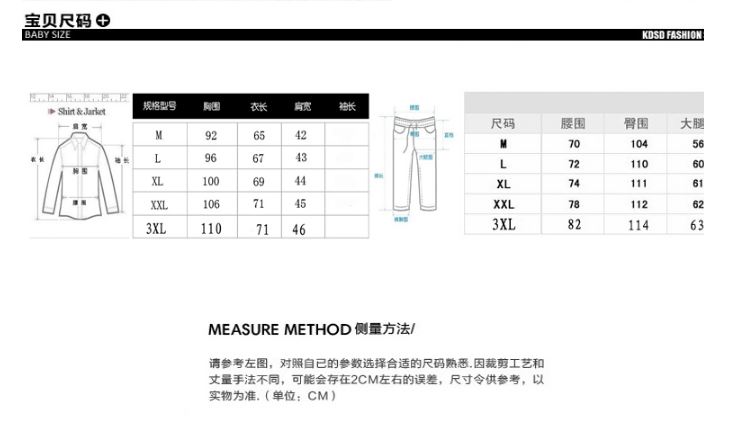 宝贝尺码
BABY SIZE
KDSD FASHION
Shirt & Jarket
肩 宽
衣 长
袖 长
胸 围
腰 围
规格型号 胸围 衣长 肩宽 袖长
M 92 65 42
L 96 67 43
XL 100 69 44
XXL 106 71 45
3XL 110 71 46
腰围
臀围
大腿围
尺码 腰围 臀围 大腿
M 70 104 56
L 72 110 60
XL 74 111 61
XXL 78 112 62
3XL 82 114 63
MEASURE METHOD 侧量方法/
请参考左图，对照自已的参数选择合适的尺码熟悉.因裁剪工艺和
丈量手法不同，可能会存在2CM左右的误差，尺寸令供参考，以
实物为准.（单位：CM）